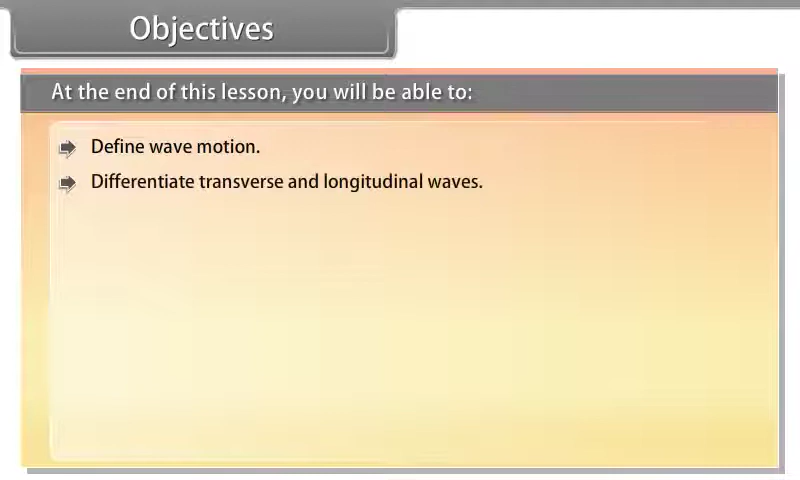 Objectives
At the end of this lesson, you will be able to:
Define wave motion.
Differentiate transverse and longitudinal waves.